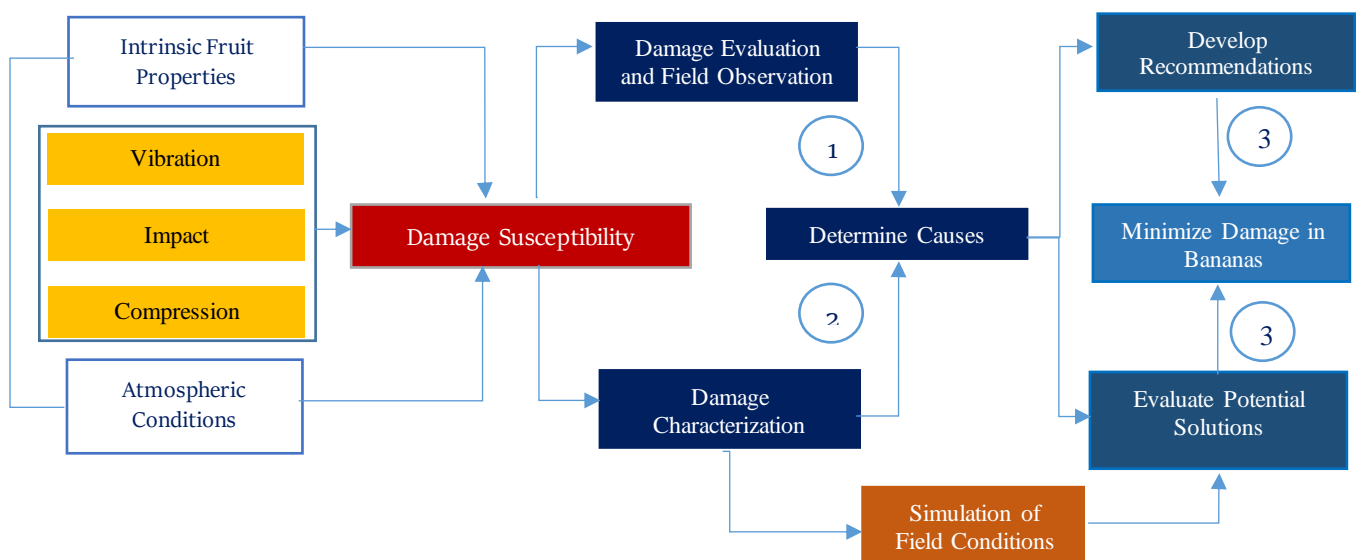 Intrinsic Fruit
Properties
Vibration
Impact
Compression
Atmospheric
Conditions
Damage Susceptibility
Damage Evaluation
and Field Observation
1
2
Damage
Characterization
Determine Causes
Simulation of
Field Conditions
Develop
Recommendations
3
Minimize Damage in
Bananas
3
Evaluate Potential
Solutions